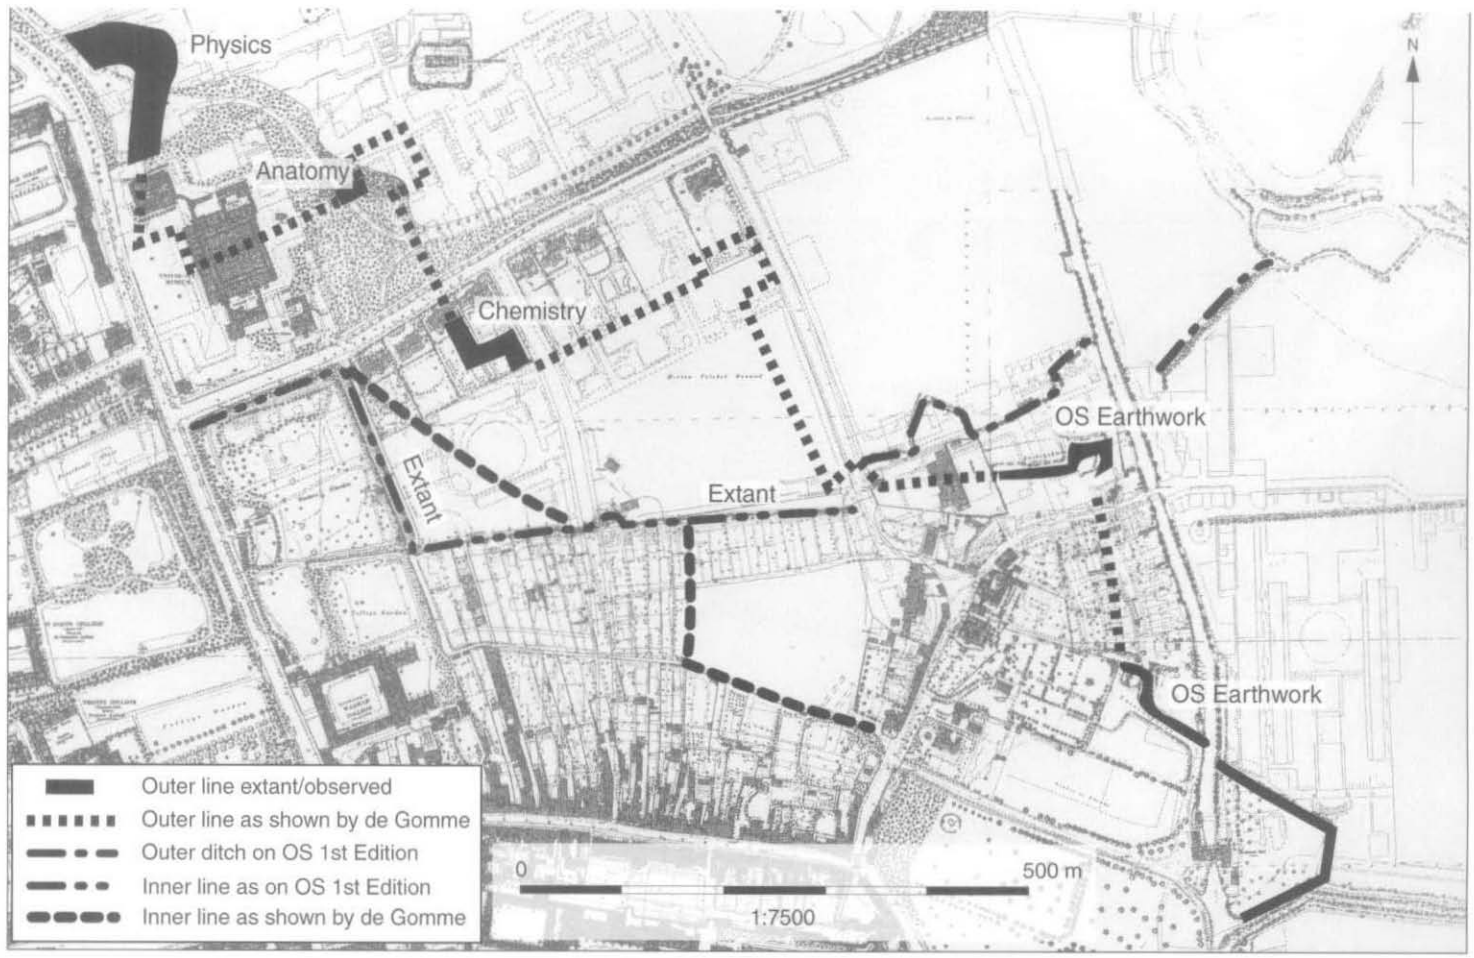 Physics
N
Anatomy
Chemistry
OS Earthwork
Extant
Extant
OS Earthwork
Outer line extant/observed
Outer line as shown by de Gomme
Outer ditch on OS 1st Edition
Inner line as on OS 1st Edition
Inner line as shown by de Gomme
0
500 m
1:7500